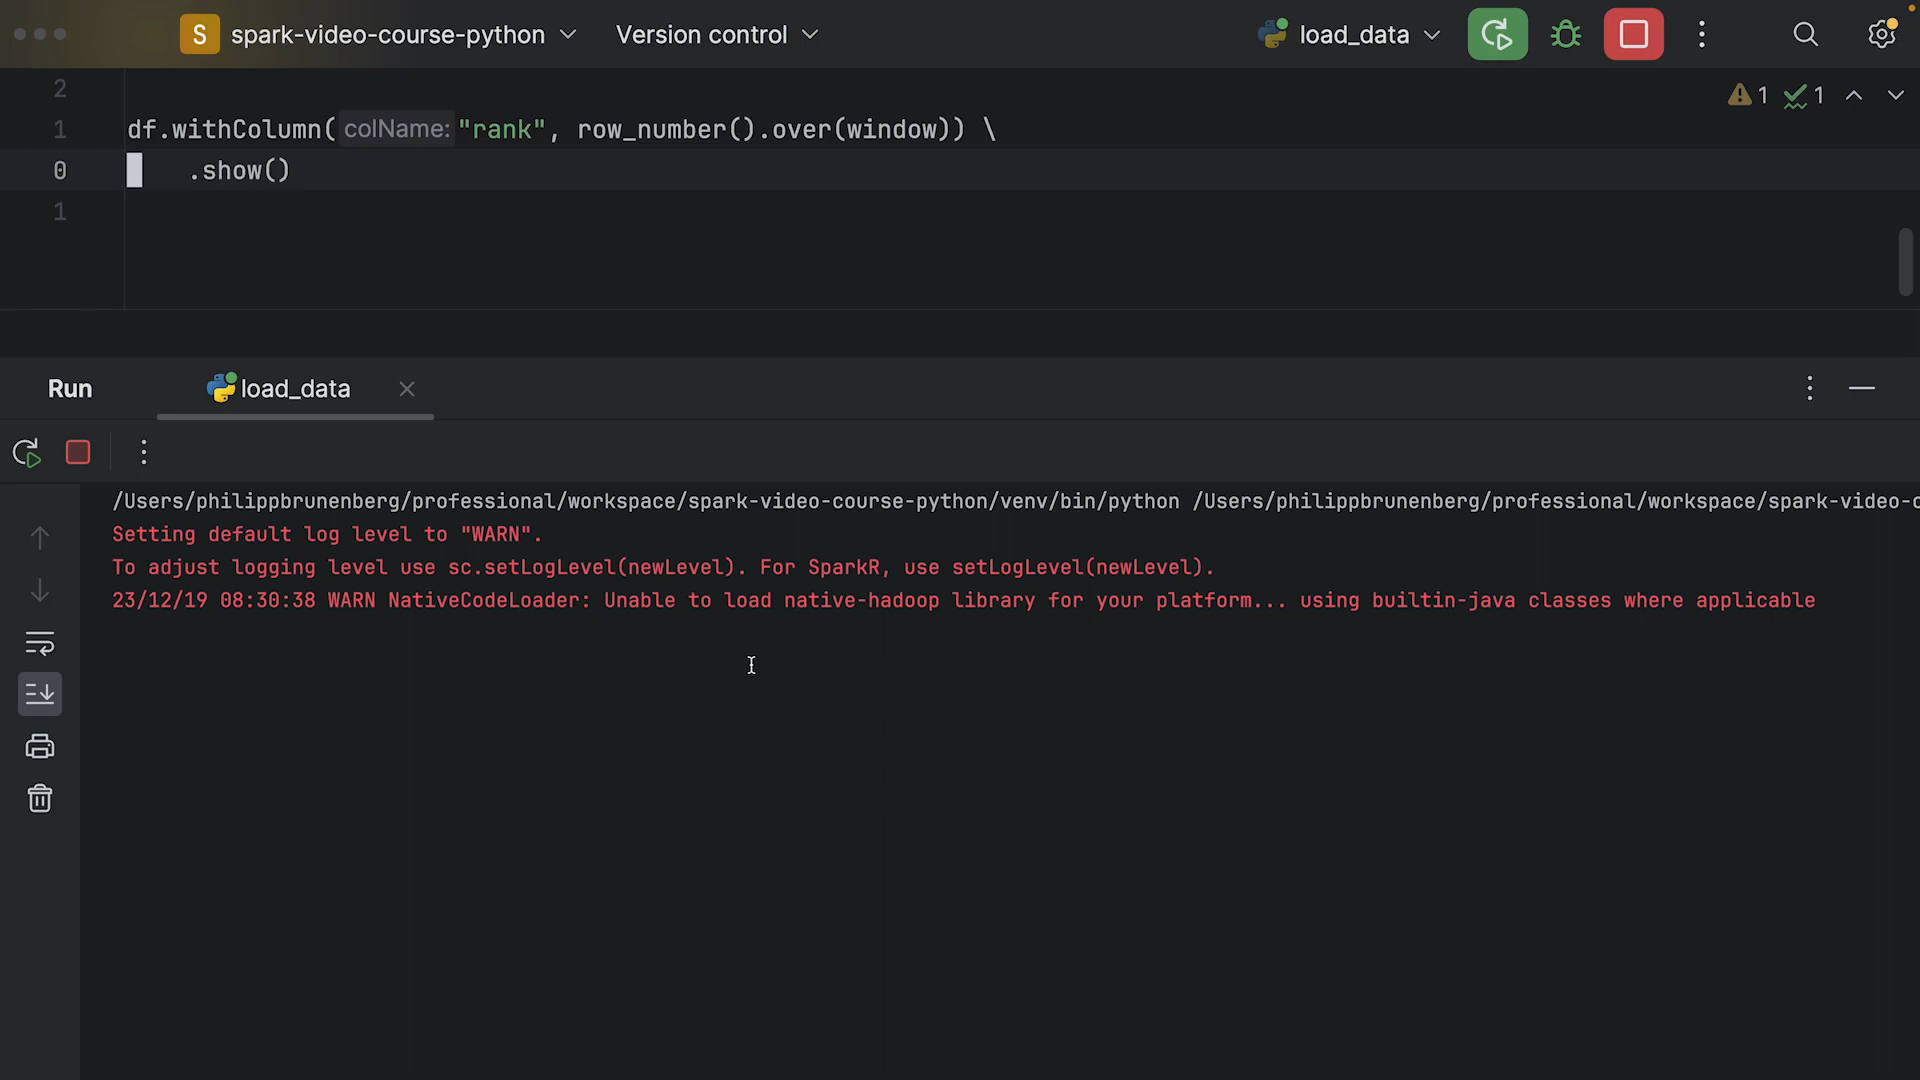 S spark-video-course-python Version control load_data
2
1 df.withColumn( colName: "rank", row_number().over(window)) \
0 .show()
1
1 1
Run load_data
/Users/philippbrunenberg/professional/workspace/spark-video-course-python/venv/bin/python /Users/philippbrunenberg/professional/workspace/spark-video-c
Setting default log level to "WARN".
To adjust logging level use sc.setLogLevel(newLevel). For SparkR, use setLogLevel(newLevel).
23/12/19 08:30:38 WARN NativeCodeLoader: Unable to load native-hadoop library for your platform... using builtin-java classes where applicable